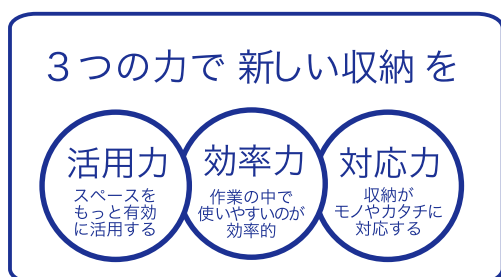 3つの力で 新しい収納 を
活用力
スペースを
もっと有効
に活用する
効率力
作業の中で
使いやすいのが
効率的
対応力
収納が
モノやカタチに
対応する